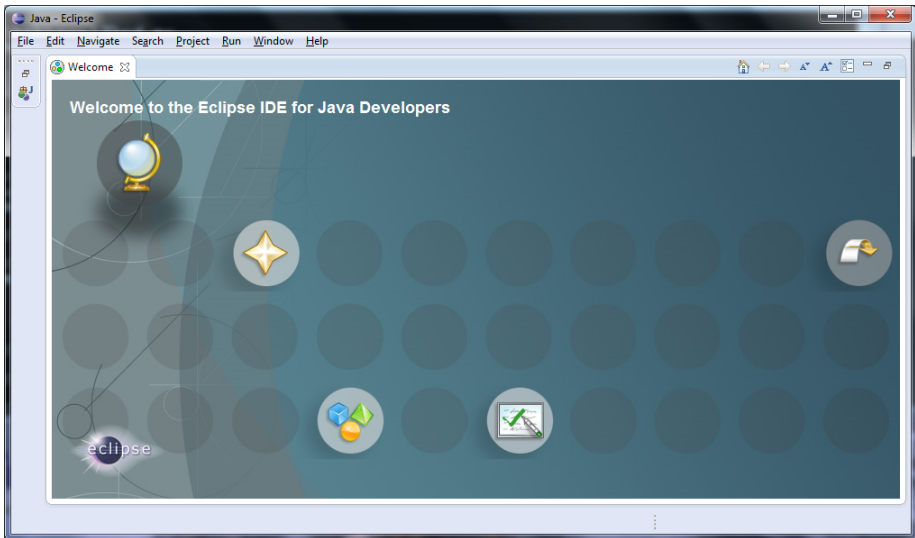 Java - Eclipse
File Edit Navigate Search Project Run Window Help
Welcome
J
Welcome to the Eclipse IDE for Java Developers
eclipse